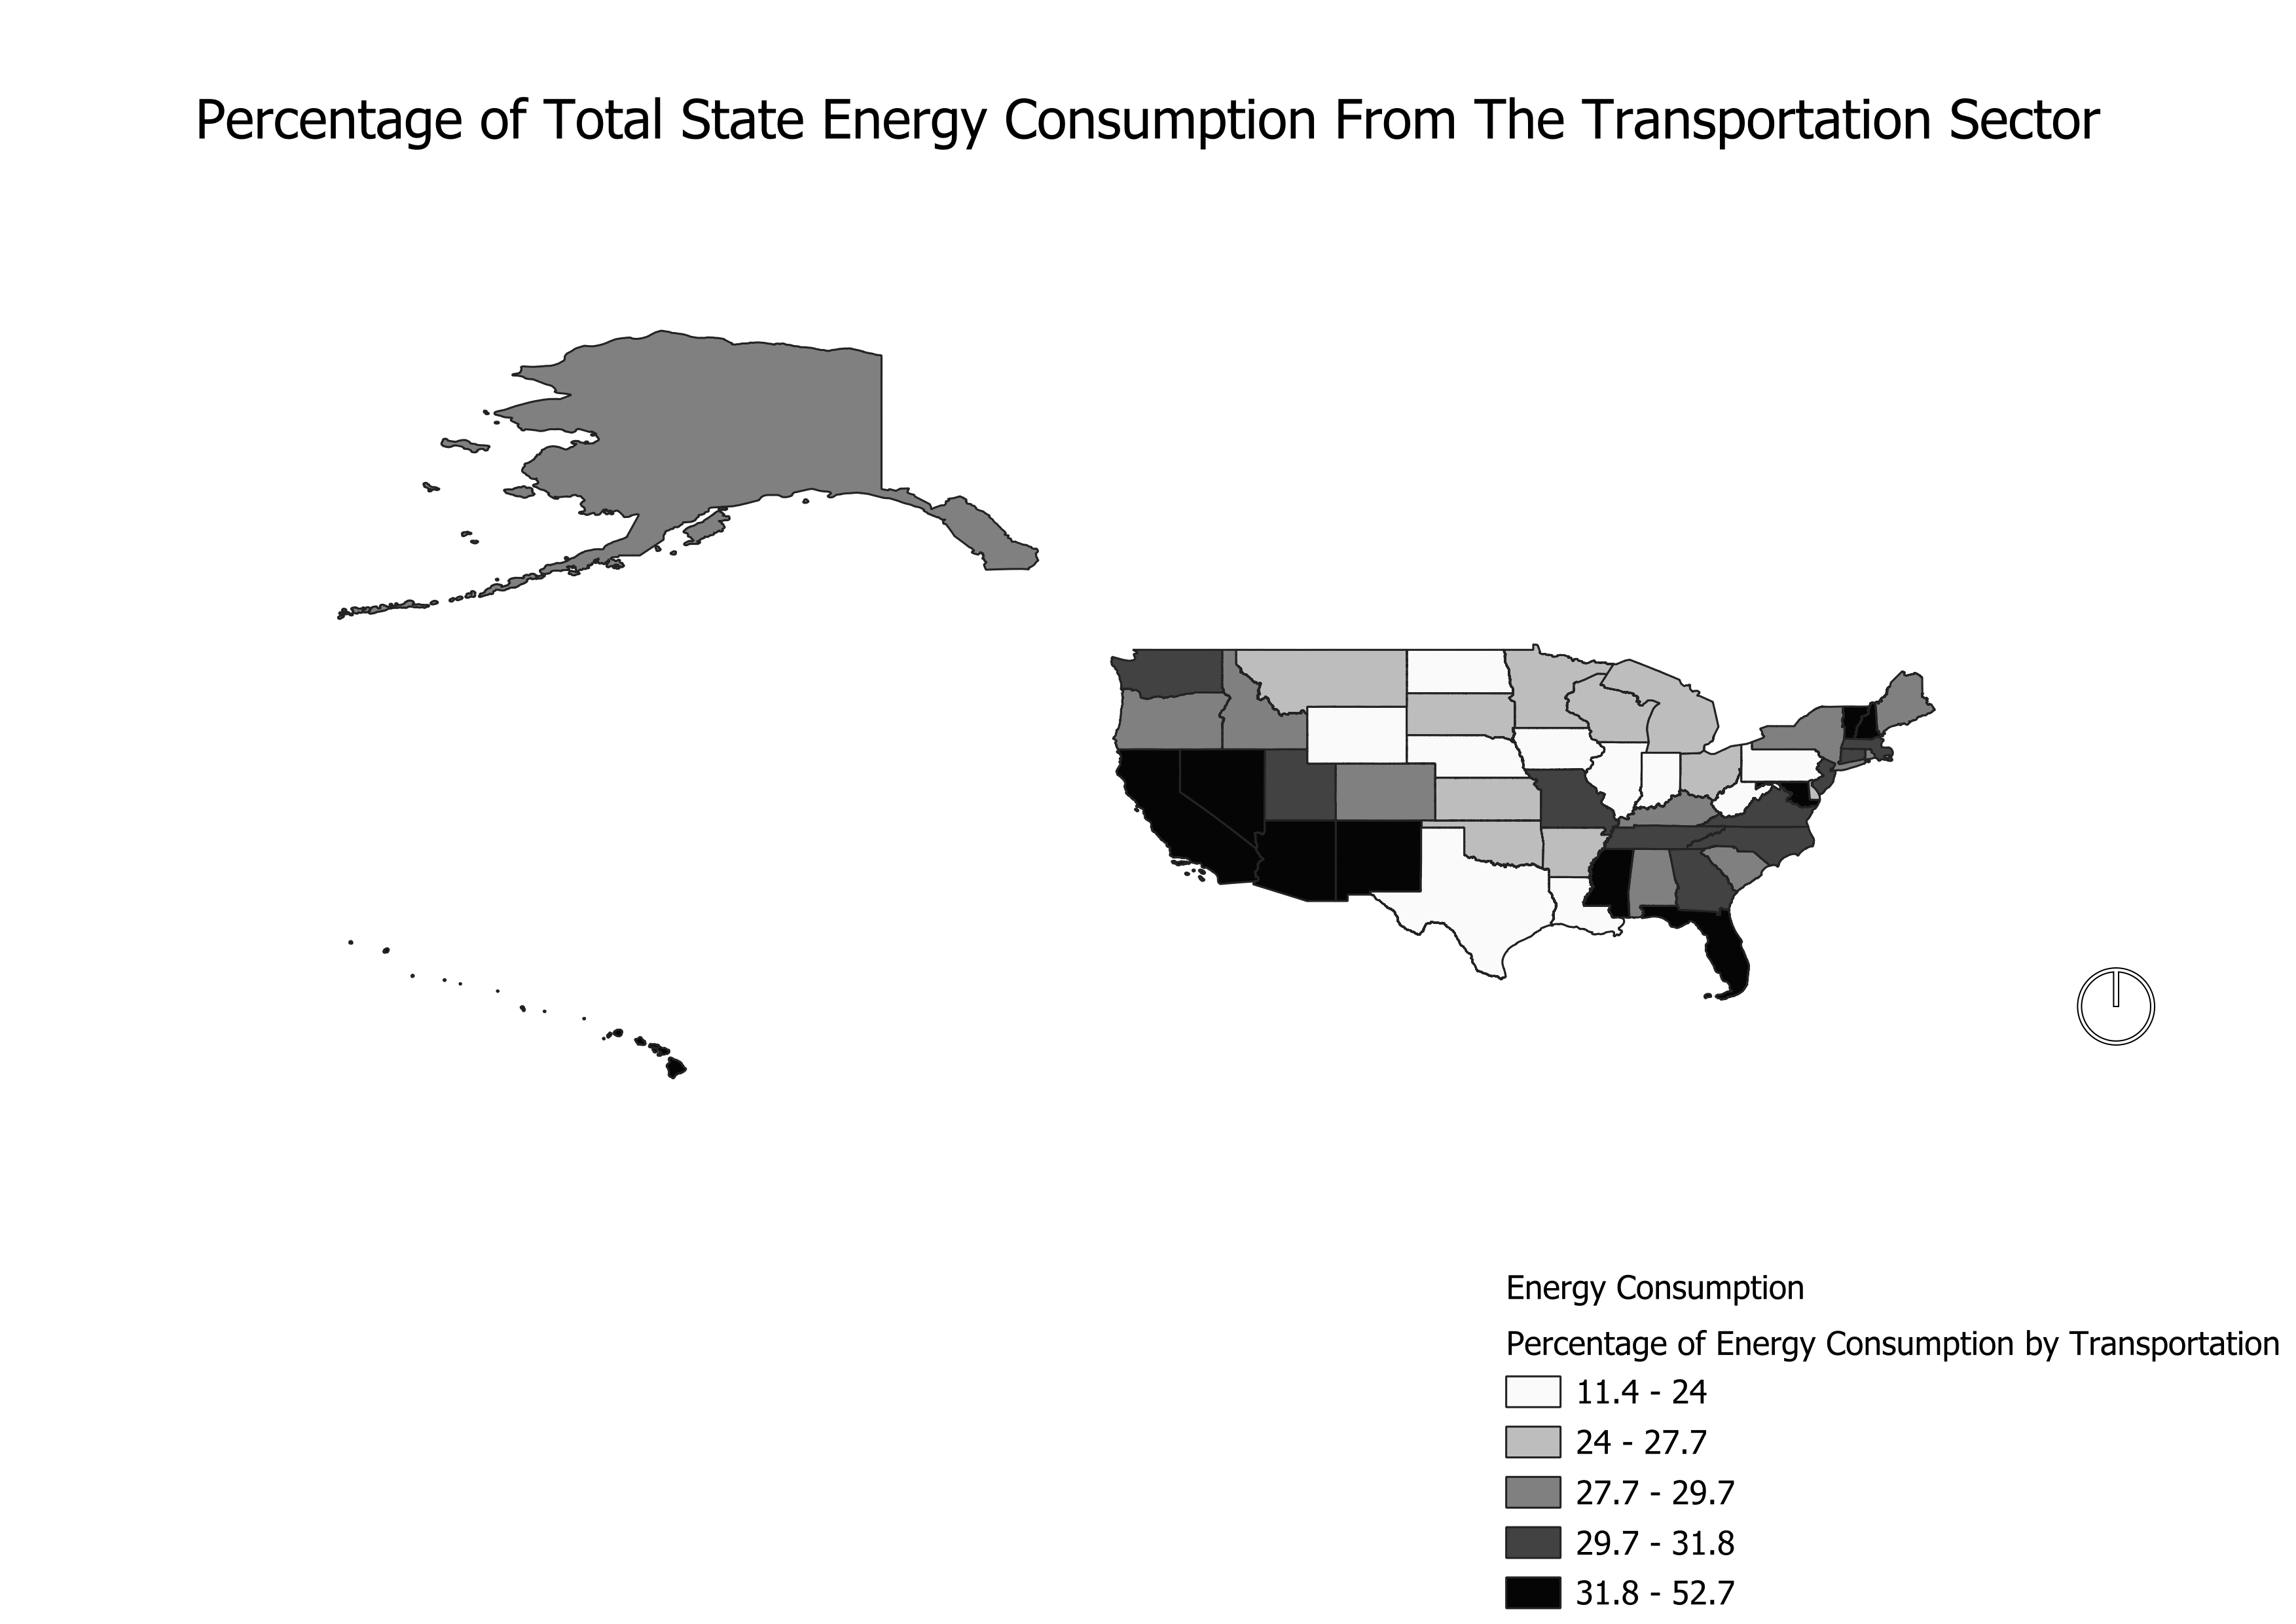 Percentage of Total State Energy Consumption From The Transportation Sector
Energy Consumption
Percentage of Energy Consumption by Transportation
11.4 - 24
24 - 27.7
27.7 - 29.7
29.7 - 31.8
31.8 - 52.7